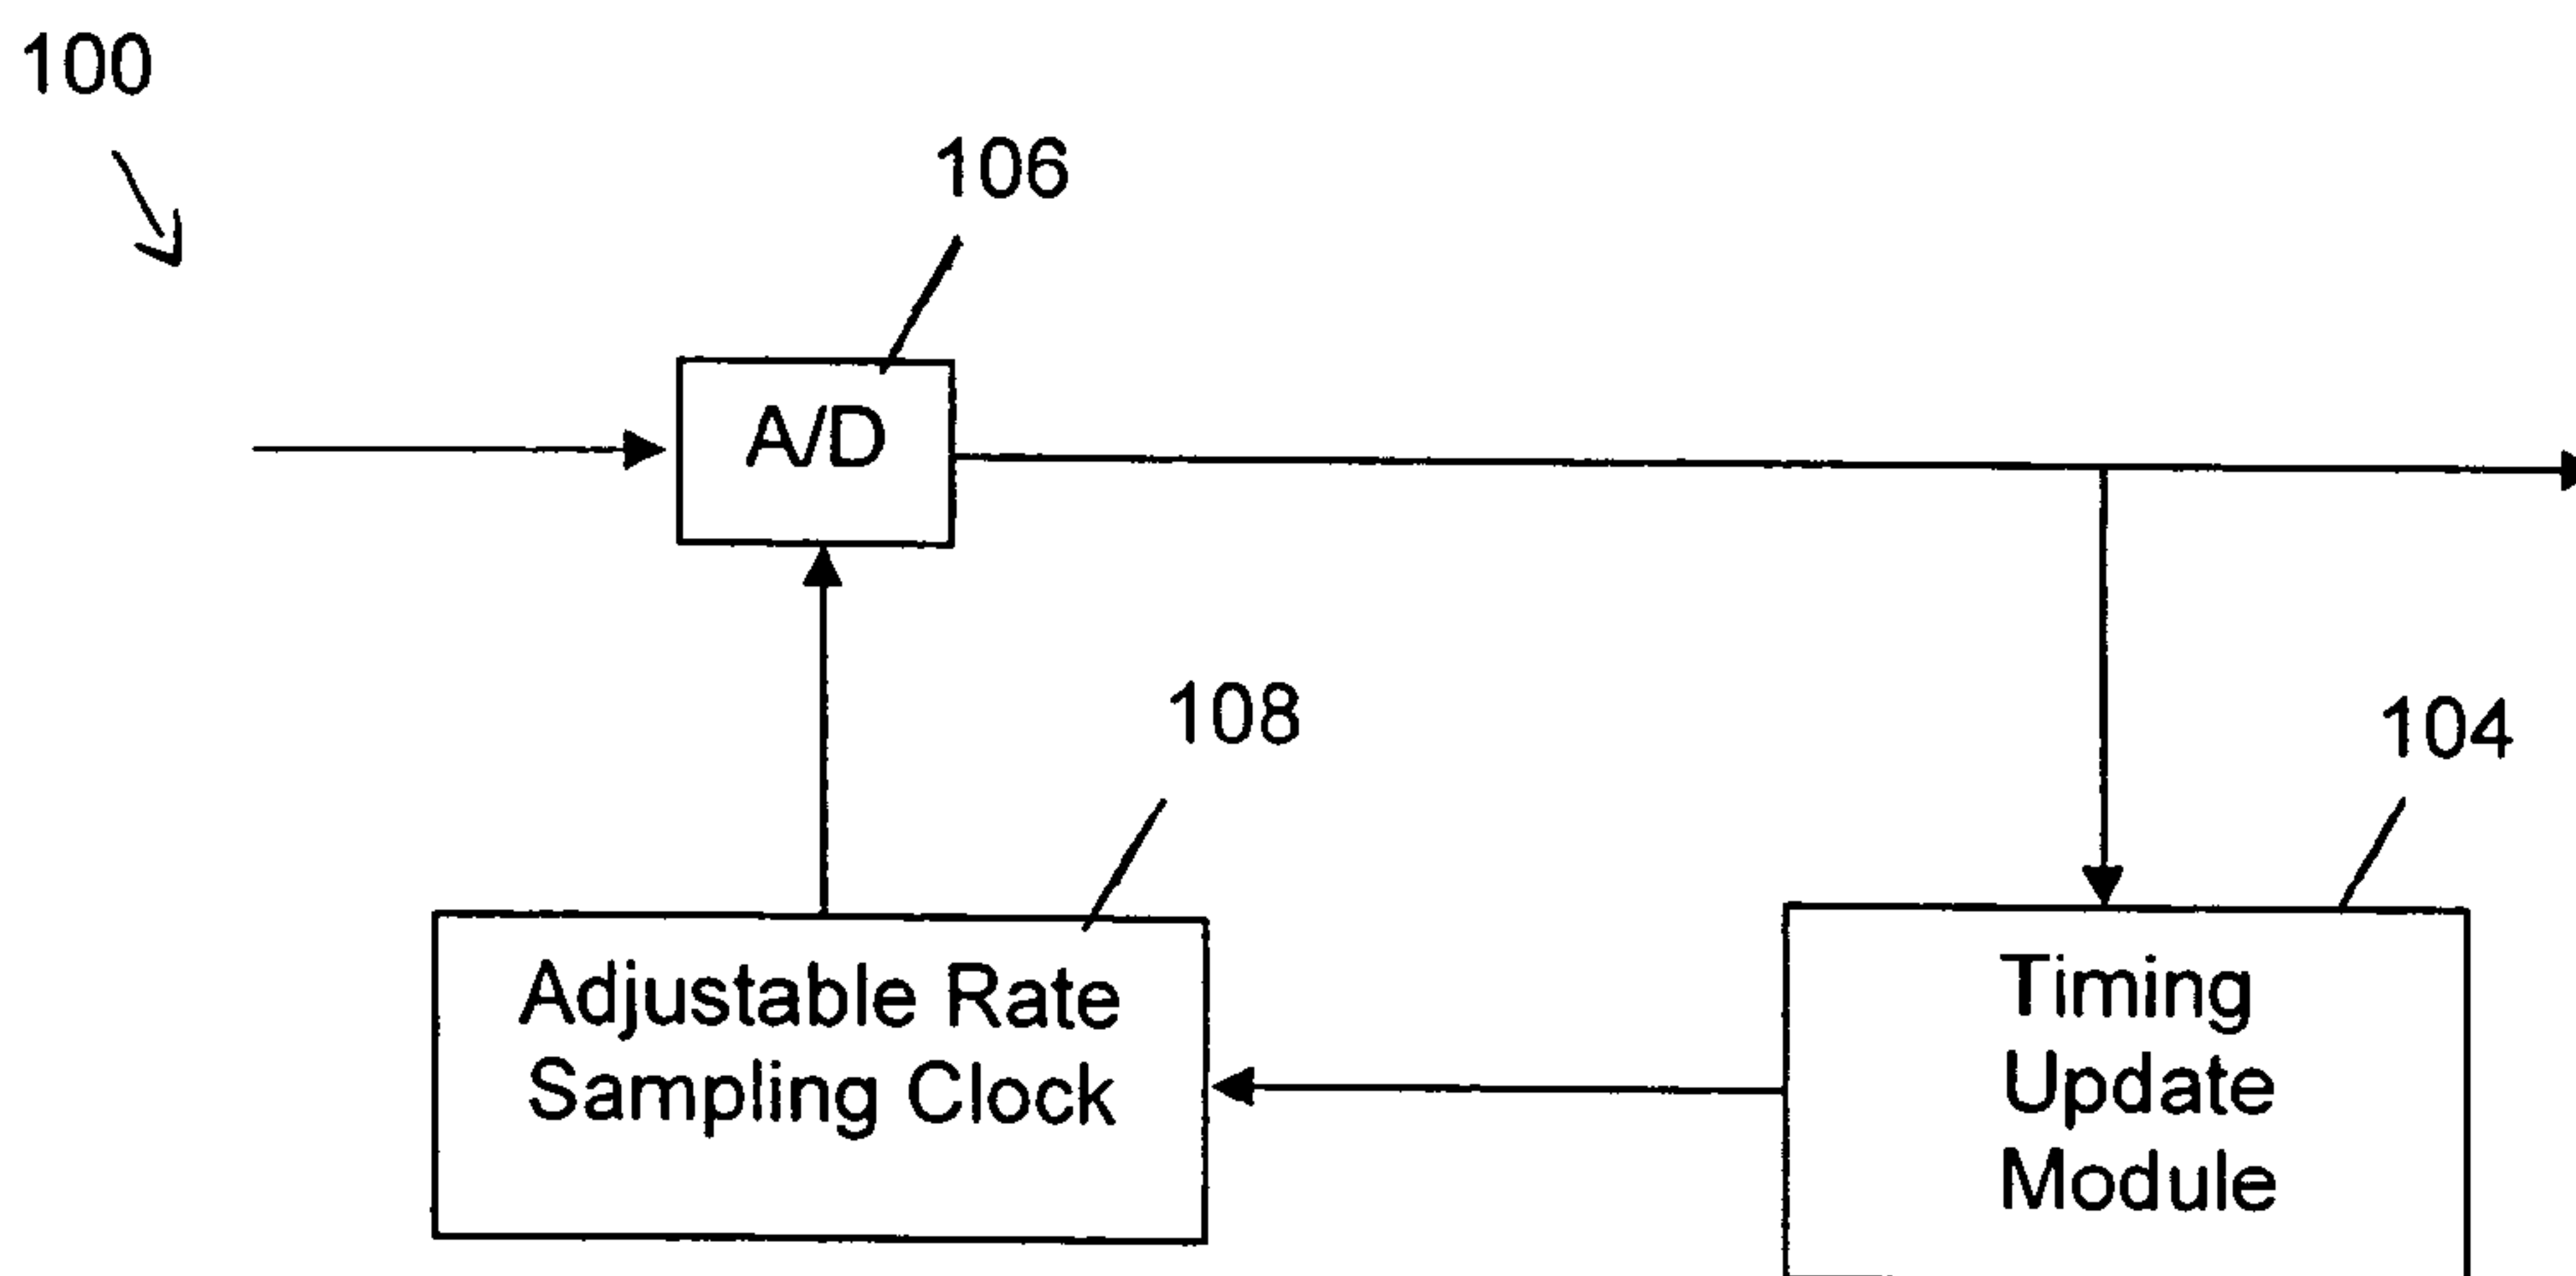 100
106
A/D
108
104
Adjustable Rate
Sampling Clock
Timing
Update
Module